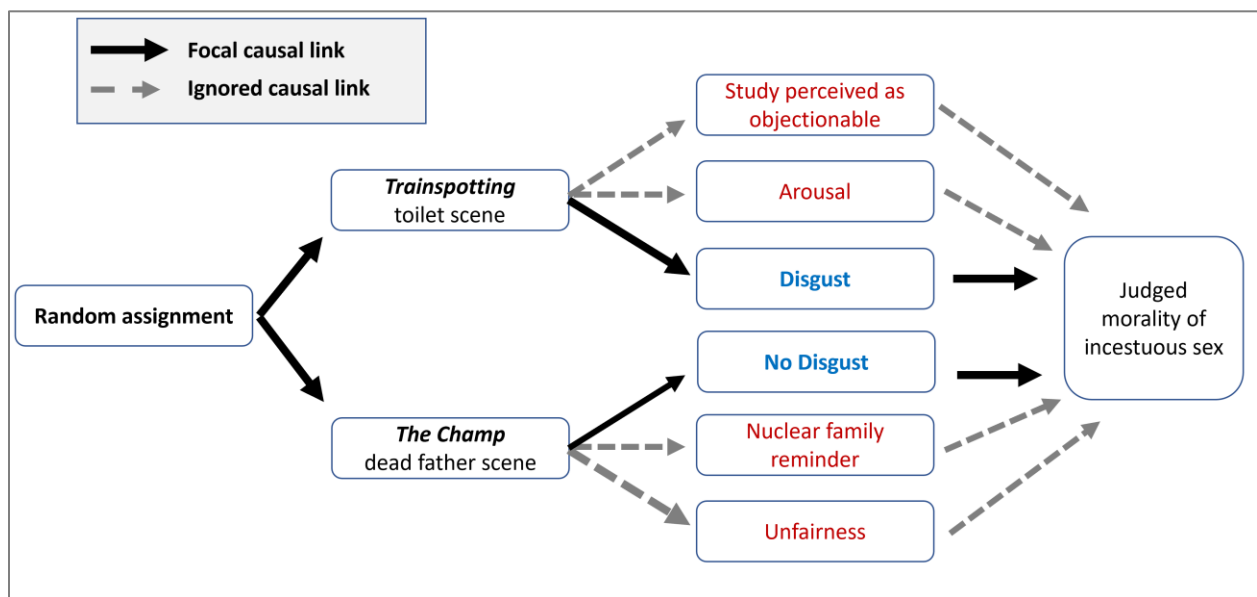 Focal causal link
Ignored causal link
Study perceived as
objectionable
Trainspotting
toilet scene
Arousal
Disgust
Random assignment
Judged
morality of
incestuous sex
No Disgust
The Champ
dead father scene
Nuclear family
reminder
Unfairness